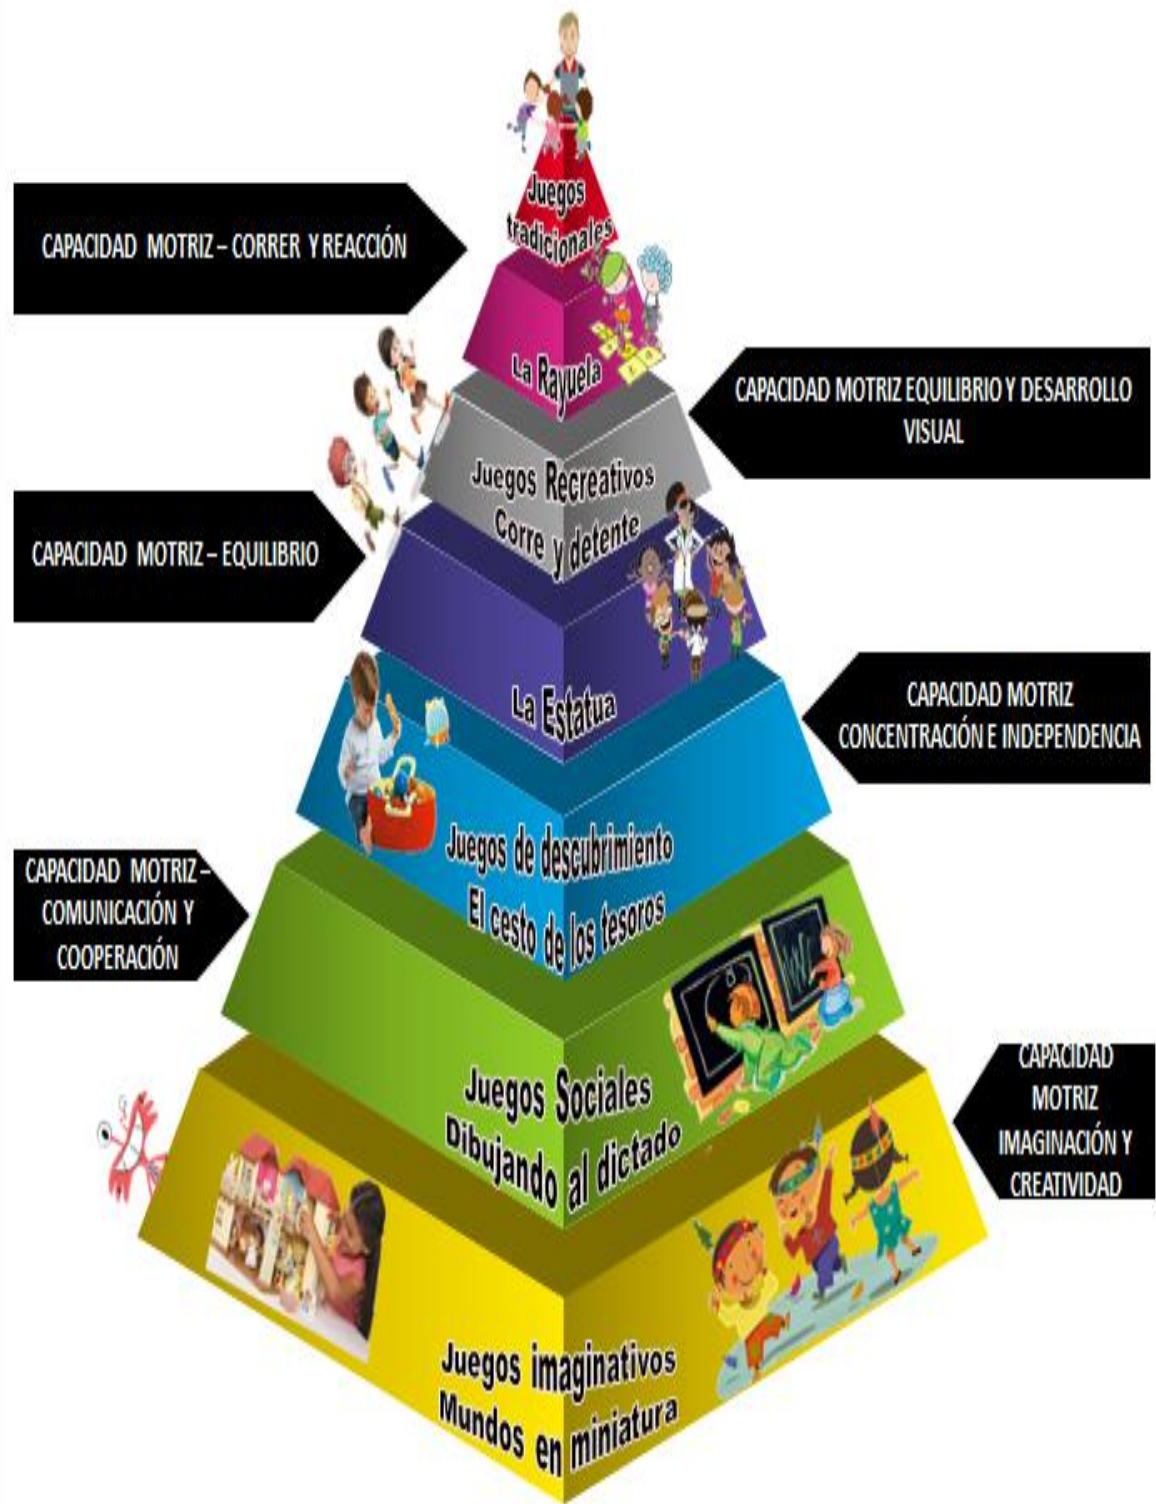 Juegos
tradicionales
CAPACIDAD MOTRIZ – CORRER Y REACCIÓN
La Rayuela
CAPACIDAD MOTRIZ EQUILIBRIO Y DESARROLLO
VISUAL
Juegos Recreativos
Corre y detente
CAPACIDAD MOTRIZ – EQUILIBRIO
La Estatua
CAPACIDAD MOTRIZ
CONCENTRACIÓN E INDEPENDENCIA
Juegos de descubrimiento
El cesto de los tesoros
CAPACIDAD MOTRIZ –
COMUNICACIÓN Y
COOPERACIÓN
Juegos Sociales
Dibujando al dictado
CAPACIDAD
MOTRIZ
IMAGINACIÓN Y
CREATIVIDAD
Juegos imaginativos
Mundos en miniatura